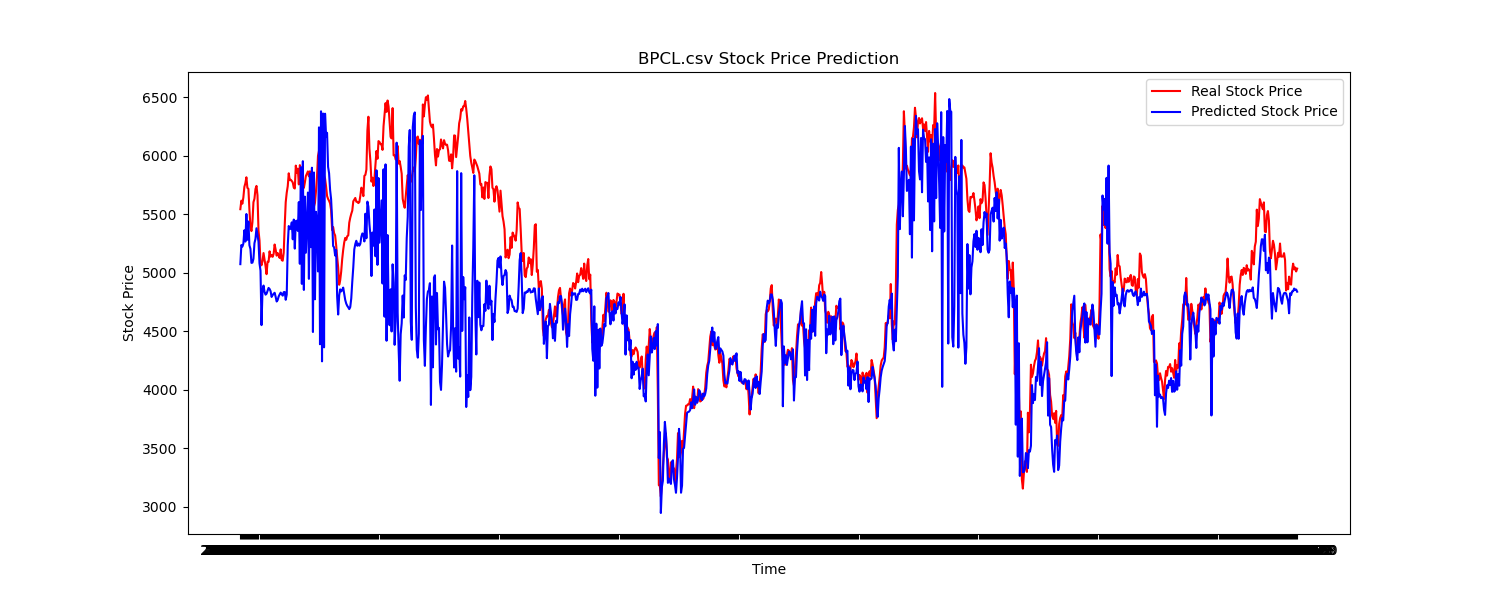 BPCL.csv Stock Price Prediction
Real Stock Price
Predicted Stock Price
6500
6000
5500
5000
4500
4000
3500
3000
Stock Price
Time